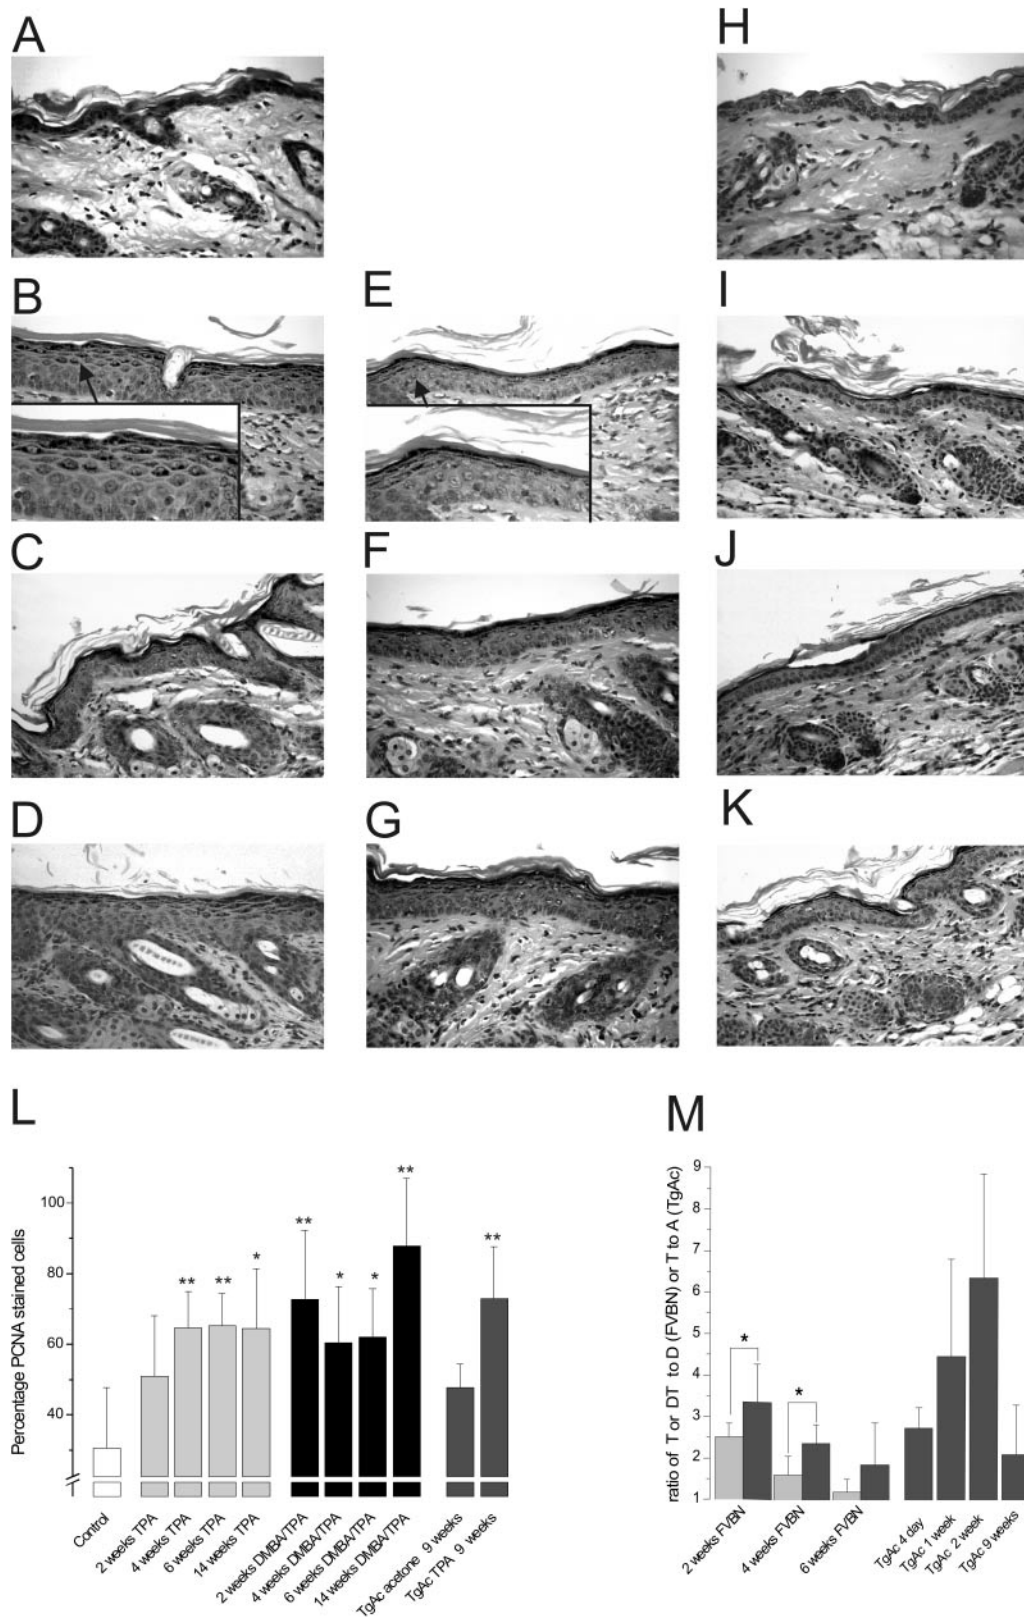 A
H
B
E
I
C
F
J
D
G
K
L
M
Percentage PCNA stained cells
100
80
60
40
**
**
*
**
*
*
**
**
Control
2 weeks TPA
4 weeks TPA
6 weeks TPA
14 weeks TPA
2 weeks DMBA/TPA
4 weeks DMBA/TPA
6 weeks DMBA/TPA
14 weeks DMBA/TPA
TgAc acetone 9 weeks
TgAc TPA 9 weeks
ratio of T or DT to D (FVBN) or T to A (TgAc)
9
8
7
6
5
4
3
2
1
*
*
2 weeks FVBN
4 weeks FVBN
6 weeks FVBN
TgAc 4 day
TgAc 1 week
TgAc 2 week
TgAc 9 weeks